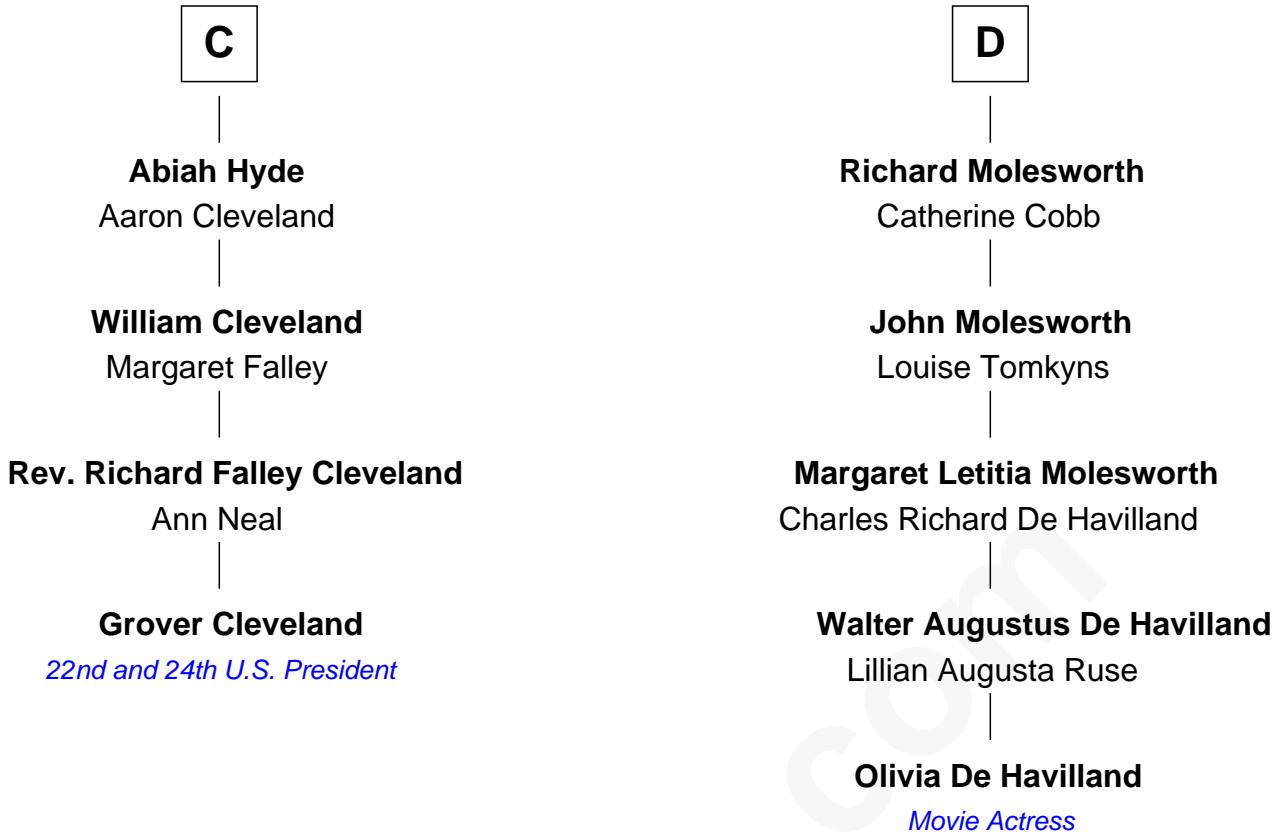 C
Abiah Hyde
Aaron Cleveland
William Cleveland
Margaret Falley
Rev. Richard Falley Cleveland
Ann Neal
Grover Cleveland
22nd and 24th U.S. President
D
Richard Molesworth
Catherine Cobb
John Molesworth
Louise Tomkyns
Margaret Letitia Molesworth
Charles Richard De Havilland
Walter Augustus De Havilland
Lillian Augusta Ruse
Olivia De Havilland
Movie Actress
com